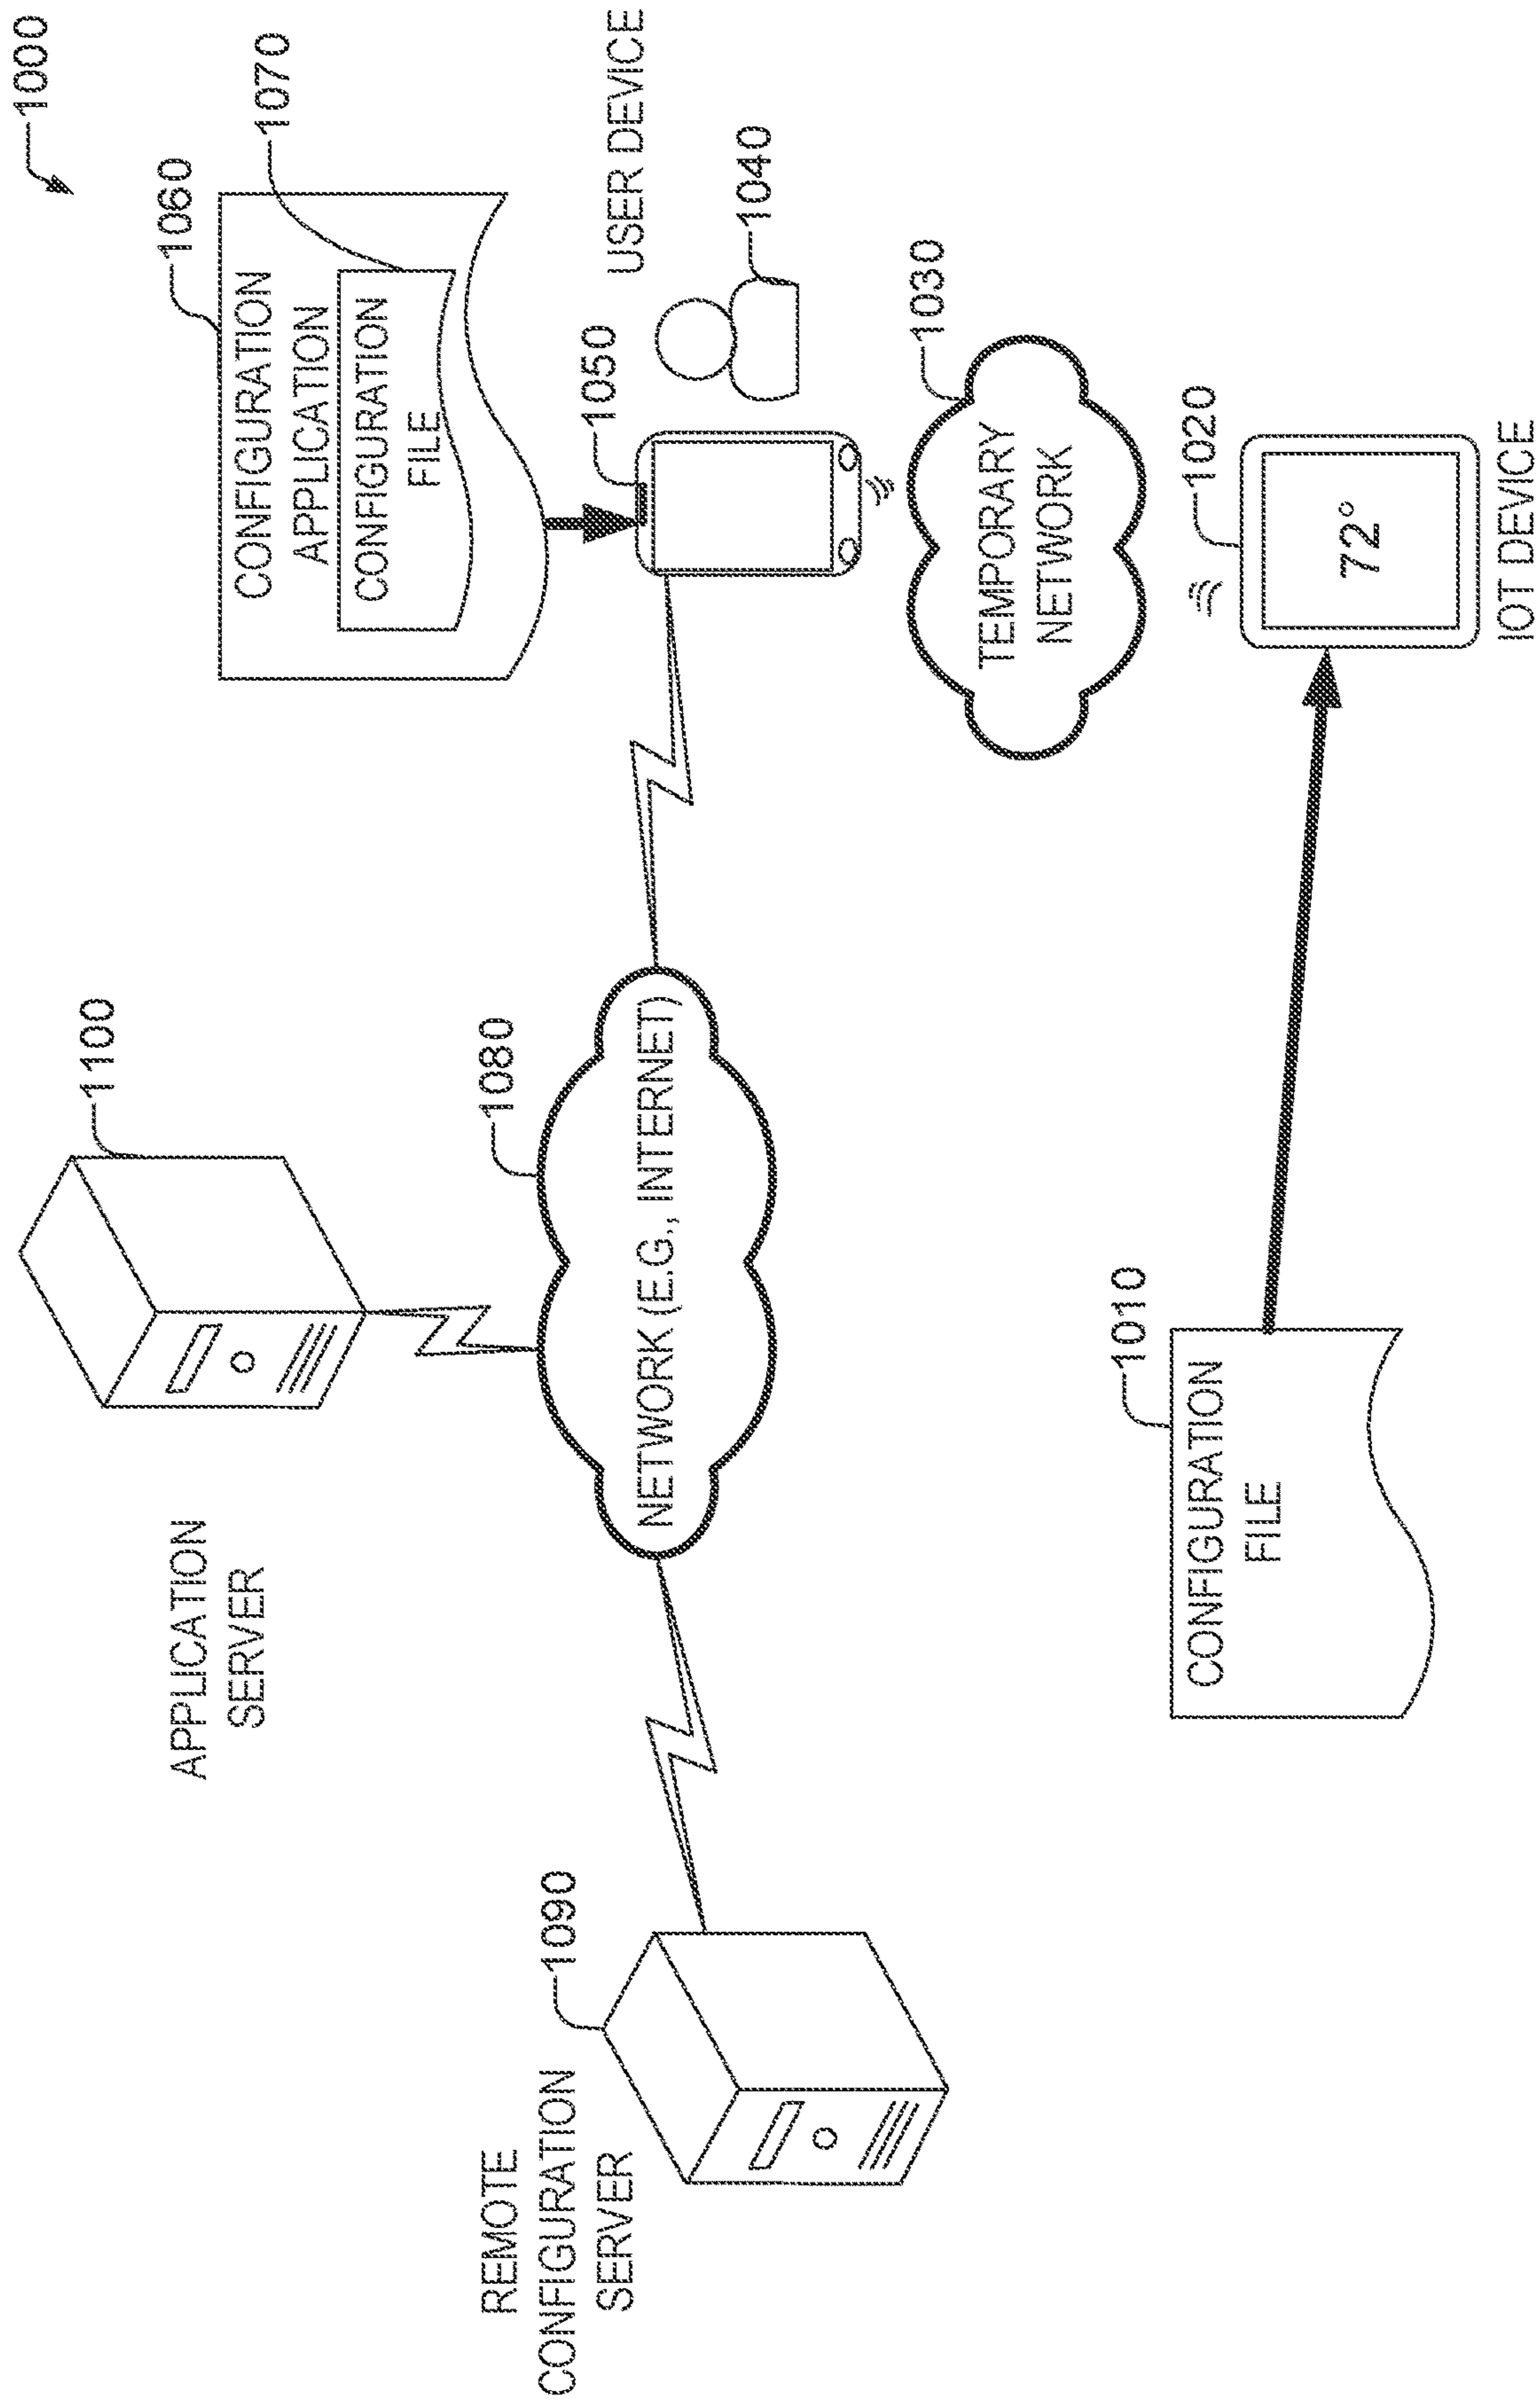 1000
1100
APPLICATION
SERVER
1060
CONFIGURATION
APPLICATION
1070
CONFIGURATION
FILE
REMOTE
CONFIGURATION
SERVER
1090
1080
NETWORK (E.G., INTERNET)
1050
USER DEVICE
1040
1030
TEMPORARY
NETWORK
1010
CONFIGURATION
FILE
1020
72°
IOT DEVICE